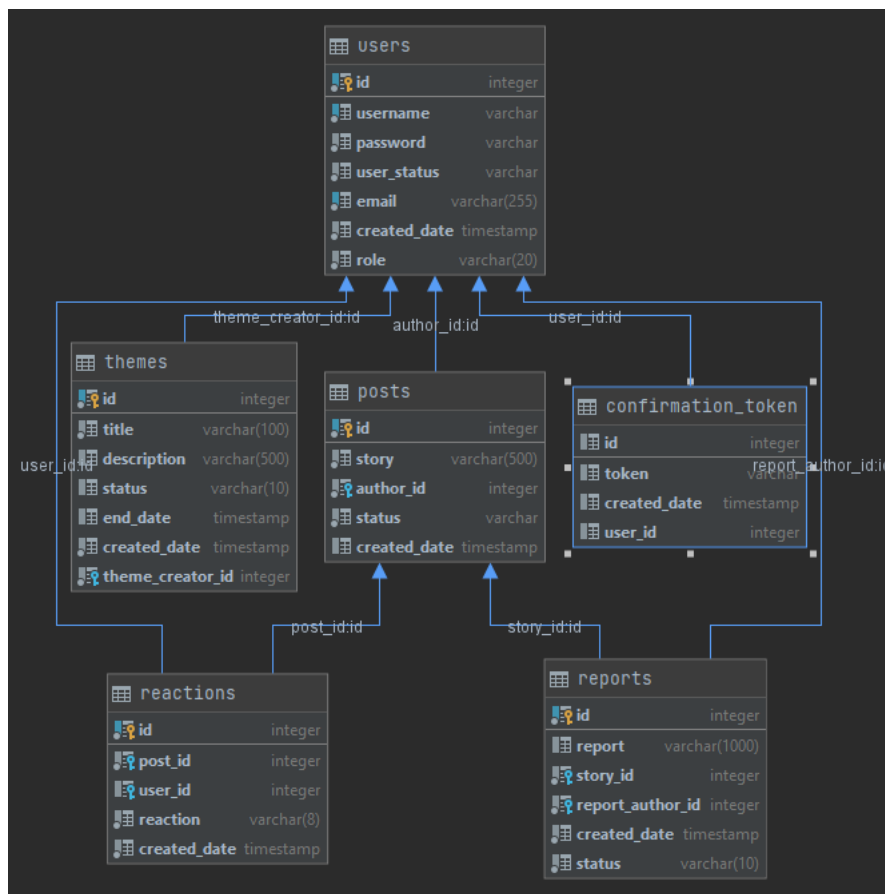 users
id integer
username varchar
password varchar
user_status varchar
email varchar(255)
created_date timestamp
role varchar(20)
theme_creator_id:id
author_id:id
user_id:id
themes
id integer
title varchar(100)
description varchar(500)
status varchar(10)
end_date timestamp
created_date timestamp
theme_creator_id integer
posts
id integer
story varchar(500)
author_id integer
status varchar
created_date timestamp
confirmation_token
id integer
token varchar
created_date timestamp
user_id integer
user_id:id
report_author_id:id
post_id:id
story_id:id
reactions
id integer
post_id integer
user_id integer
reaction varchar(8)
created_date timestamp
reports
id integer
report varchar(1000)
story_id integer
report_author_id integer
created_date timestamp
status varchar(10)